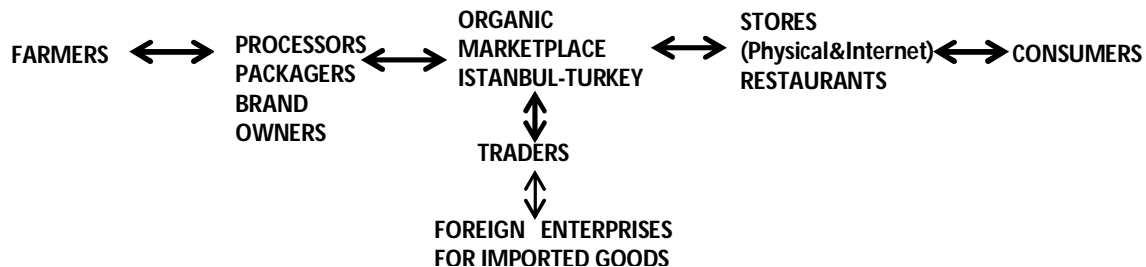 FARMERS
PROCESSORS
PACKAGERS
BRAND
OWNERS
ORGANIC
MARKETPLACE
ISTANBUL-TURKEY
STORES
(Physical&Internet)
RESTAURANTS
CONSUMERS
TRADERS
FOREIGN ENTERPRISES
FOR IMPORTED GOODS